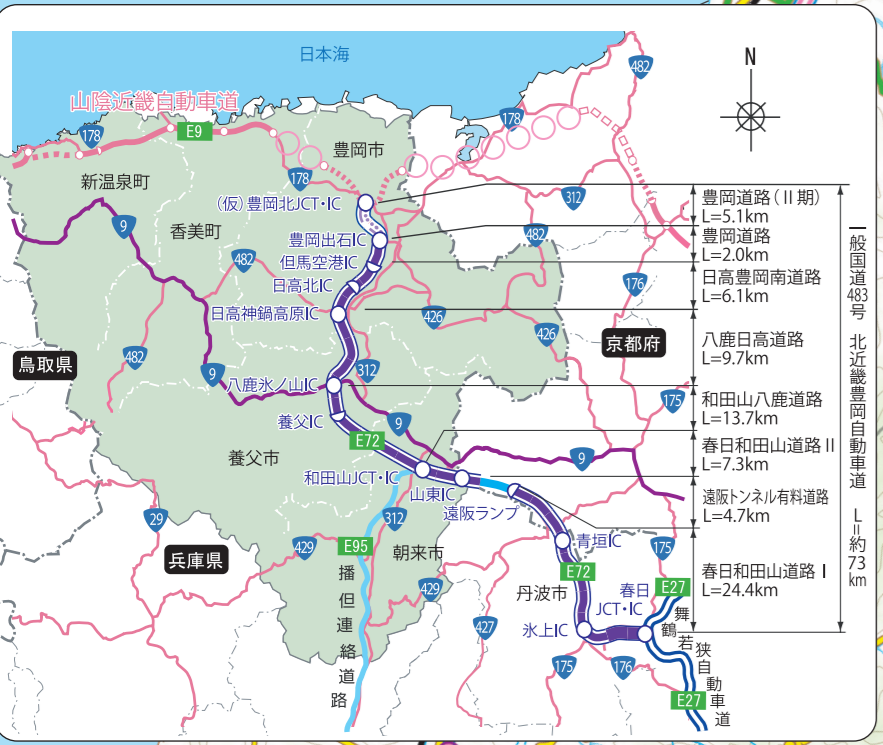 日本海
山陰近畿自動車道
482
N
178
178
E9
豊岡市
新温泉町
178
(仮)豊岡北JCT・IC
312
豊岡道路(Ⅱ期)
L=5.1km
9
香美町
豊岡出石IC
482
豊岡道路
L=2.0km
482
但馬空港IC
日高北IC
176
日高豊岡南道路
L=6.1km
日高神鍋高原IC
426
426
京都府
八鹿日高道路
L=9.7km
鳥取県
482
9
312
八鹿氷ノ山IC
175
和田山八鹿道路
L=13.7km
養父IC
9
E72
春日和田山道路Ⅱ
L=7.3km
養父市
9
和田山JCT・IC
山東IC
遠阪ランプ
遠阪トンネル有料道路
L=4.7km
29
312
兵庫県
429
E95
朝来市
青垣IC
175
E72
春日和田山道路Ⅰ
L=24.4km
429
丹波市
春日
JCT・IC
E27
427
氷上IC
175
176
E27
播但連絡道路
舞鶴若狭自動車道
一般国道483号 北近畿豊岡自動車道 L=約73km